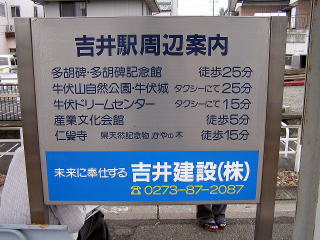 吉井駅周辺案内
多胡碑・多胡碑記念館 徒歩25分
牛伏山自然公園・牛伏城 タクシーにて25分
牛伏ドリームセンター タクシーにて15分
産業文化会館 徒歩5分
仁叟寺 県天然記念物 かやの木 徒歩15分
未来に奉仕する 吉井建設(株)
☎0273-87-2087